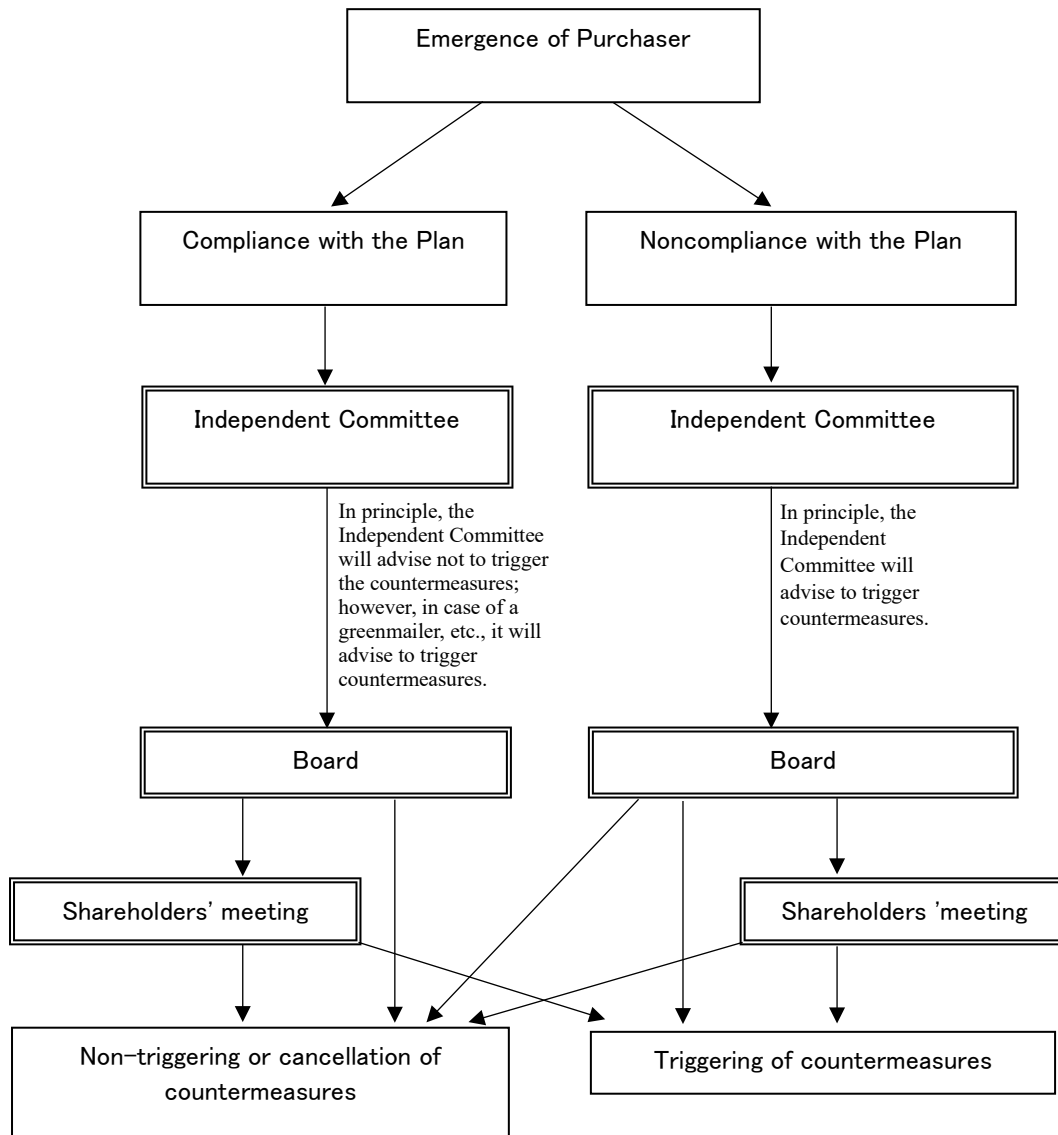 Emergence of Purchaser
Compliance with the Plan
Noncompliance with the Plan
Independent Committee
Independent Committee
In principle, the
Independent Committee
will advise not to trigger
the countermeasures;
however, in case of a
greenmailer, etc., it will
advise to trigger
countermeasures.
In principle, the
Independent
Committee will
advise to trigger
countermeasures.
Board
Board
Shareholders' meeting
Shareholders 'meeting
Non-triggering or cancellation of
countermeasures
Triggering of countermeasures